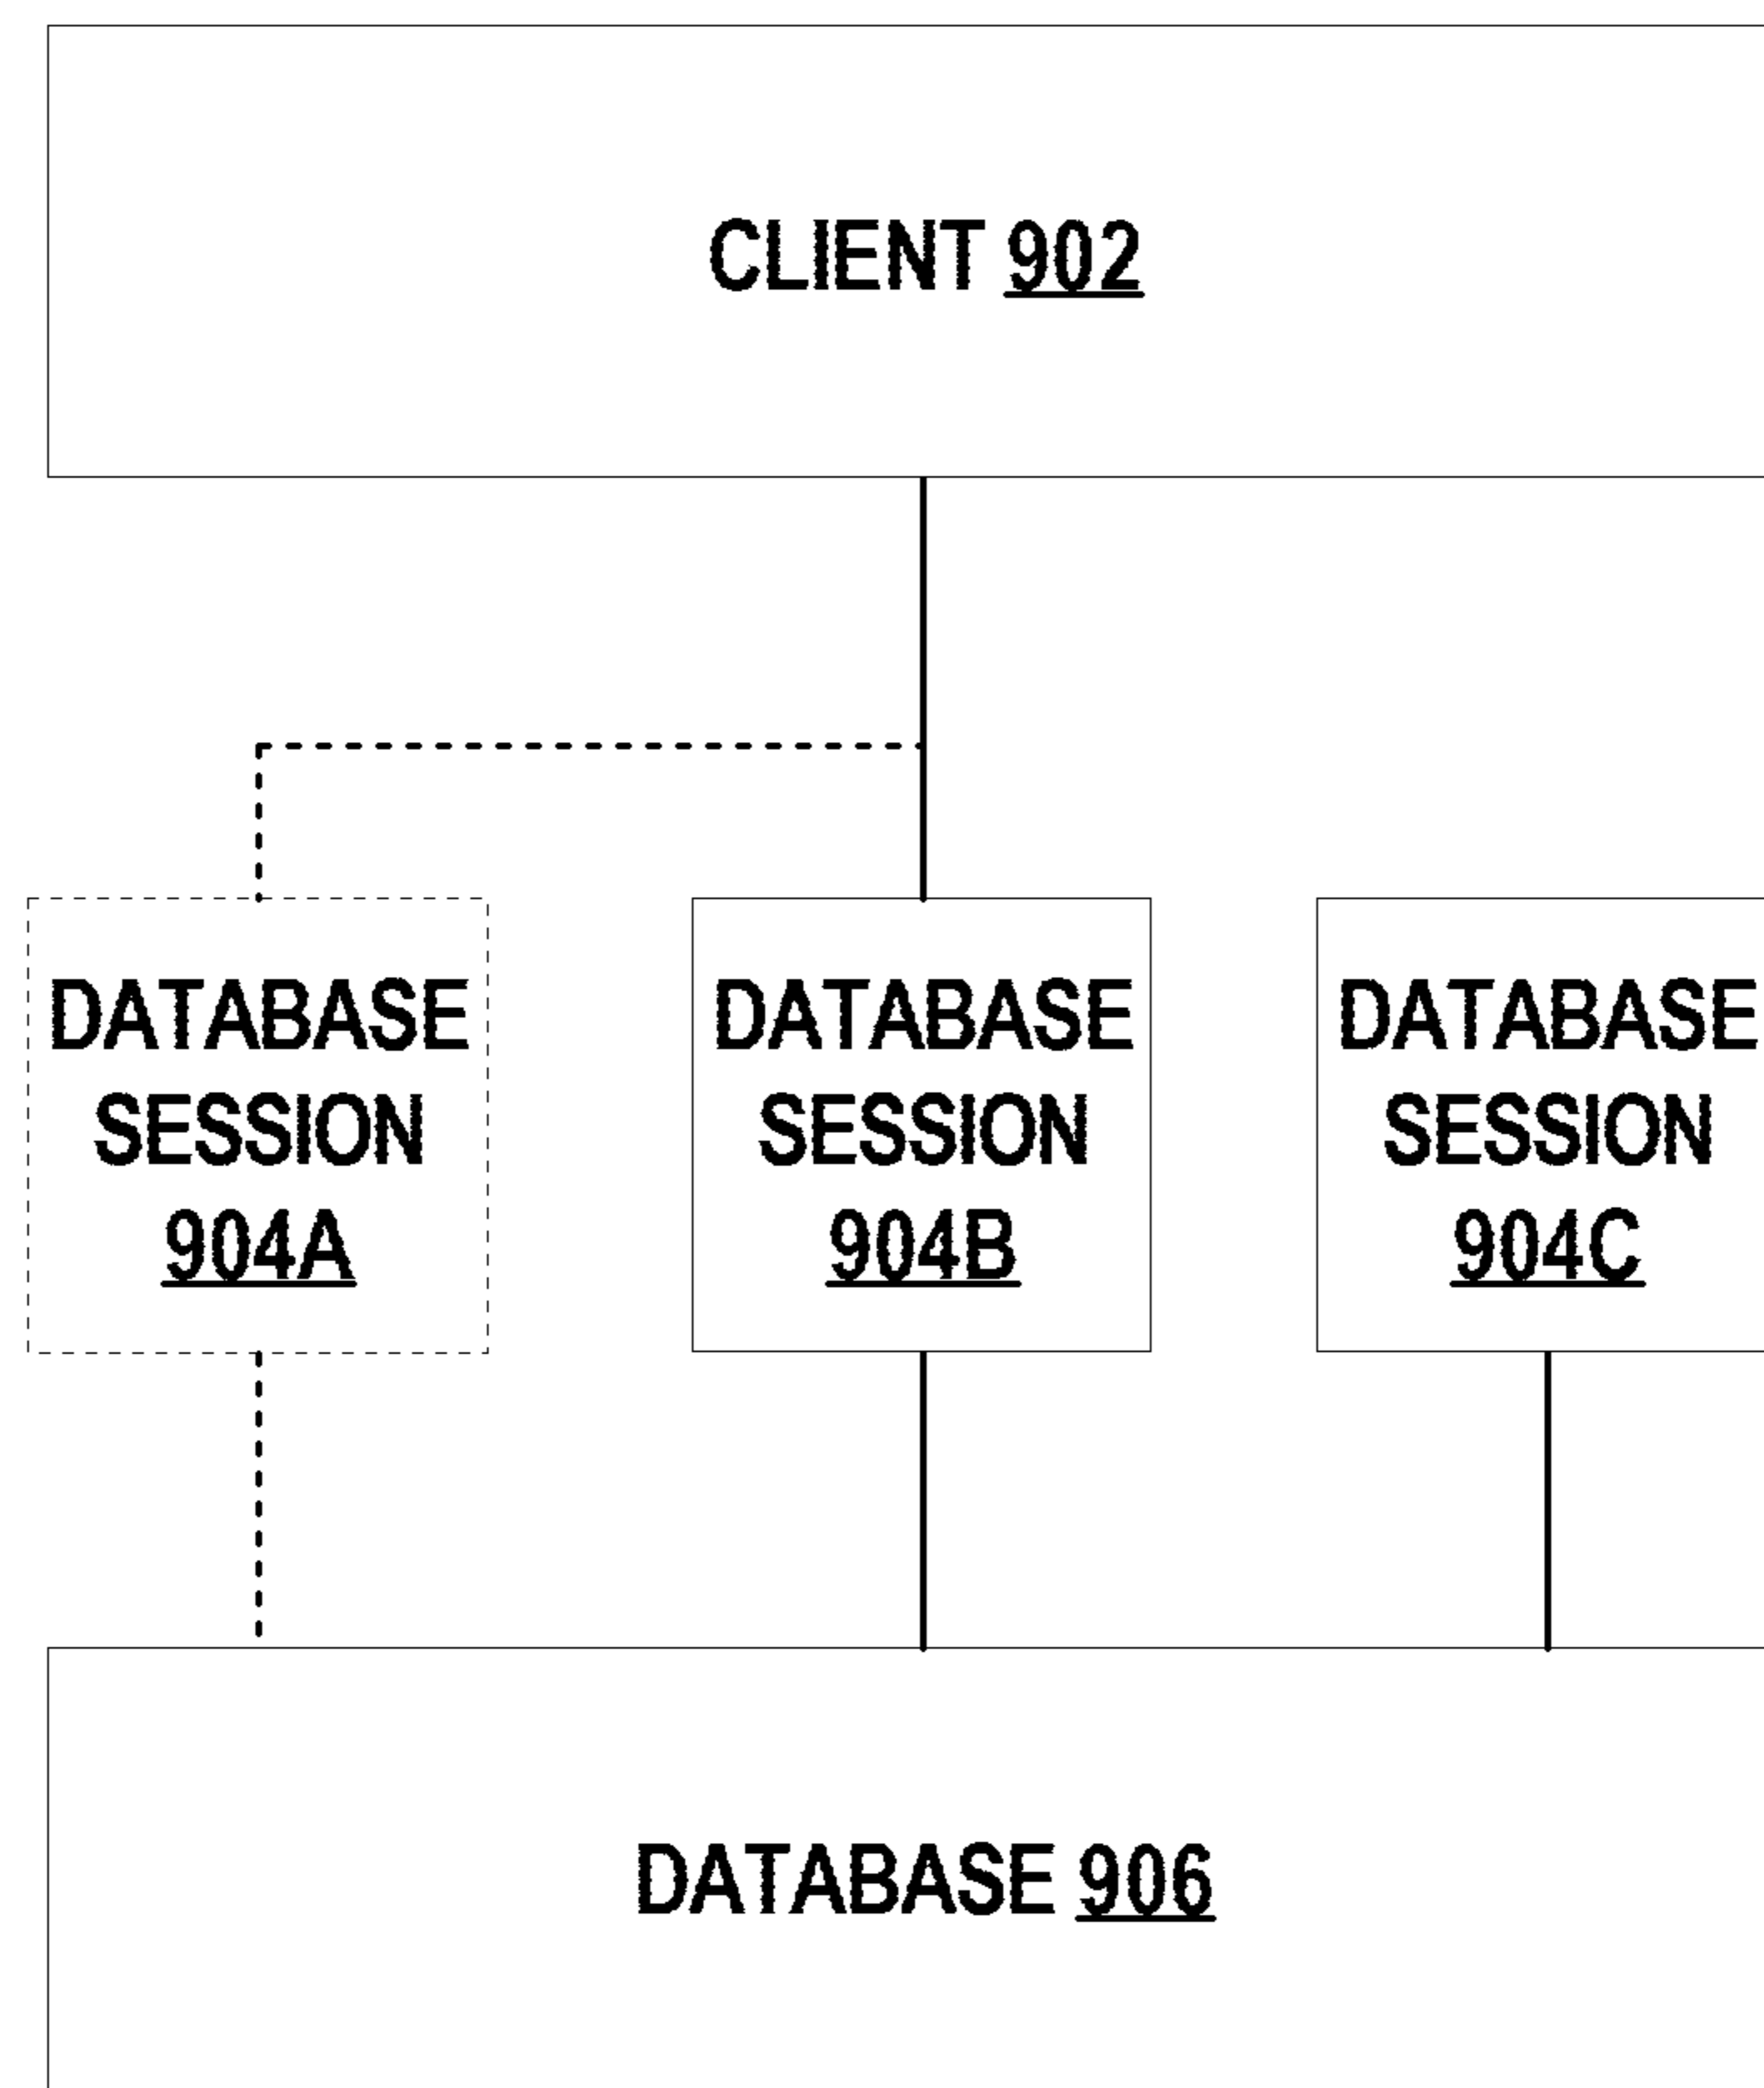 CLIENT 902
DATABASE
SESSION
904A
DATABASE
SESSION
904B
DATABASE
SESSION
904C
DATABASE 906